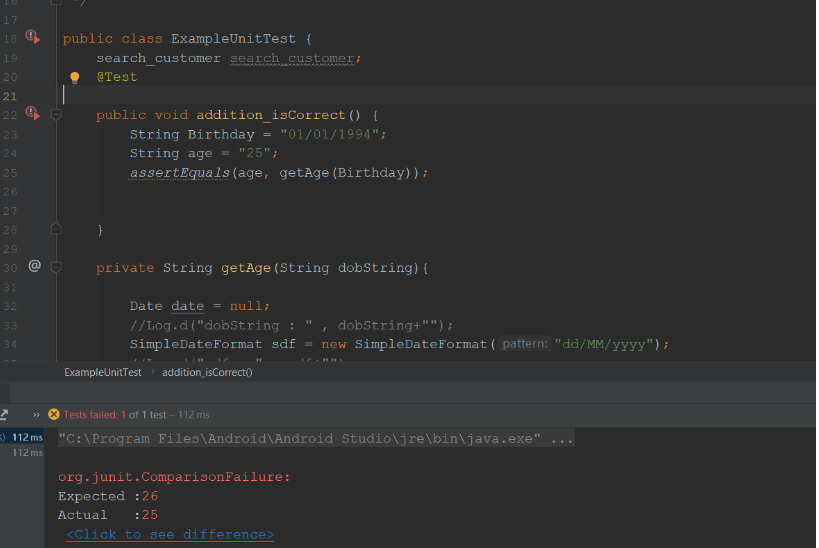 16 */
17
18 public class ExampleUnitTest {
19 search_customer search_customer;
20 @Test
21
22 public void addition_isCorrect() {
23 String Birthday = "01/01/1994";
24 String age = "25";
25 assertEquals(age, getAge(Birthday));
26
27
28 }
29
30 @ private String getAge(String dobString){
31
32 Date date = null;
33 //Log.d("dobString : " , dobString+"");
34 SimpleDateFormat sdf = new SimpleDateFormat( pattern: "dd/MM/yyyy");
ExampleUnitTest › addition_isCorrect()
» Tests failed: 1 of 1 test – 112 ms
112 ms "C:\Program Files\Android\Android Studio\jre\bin\java.exe" ...
112 ms
org.junit.ComparisonFailure:
Expected :26
Actual :25
<Click to see difference>